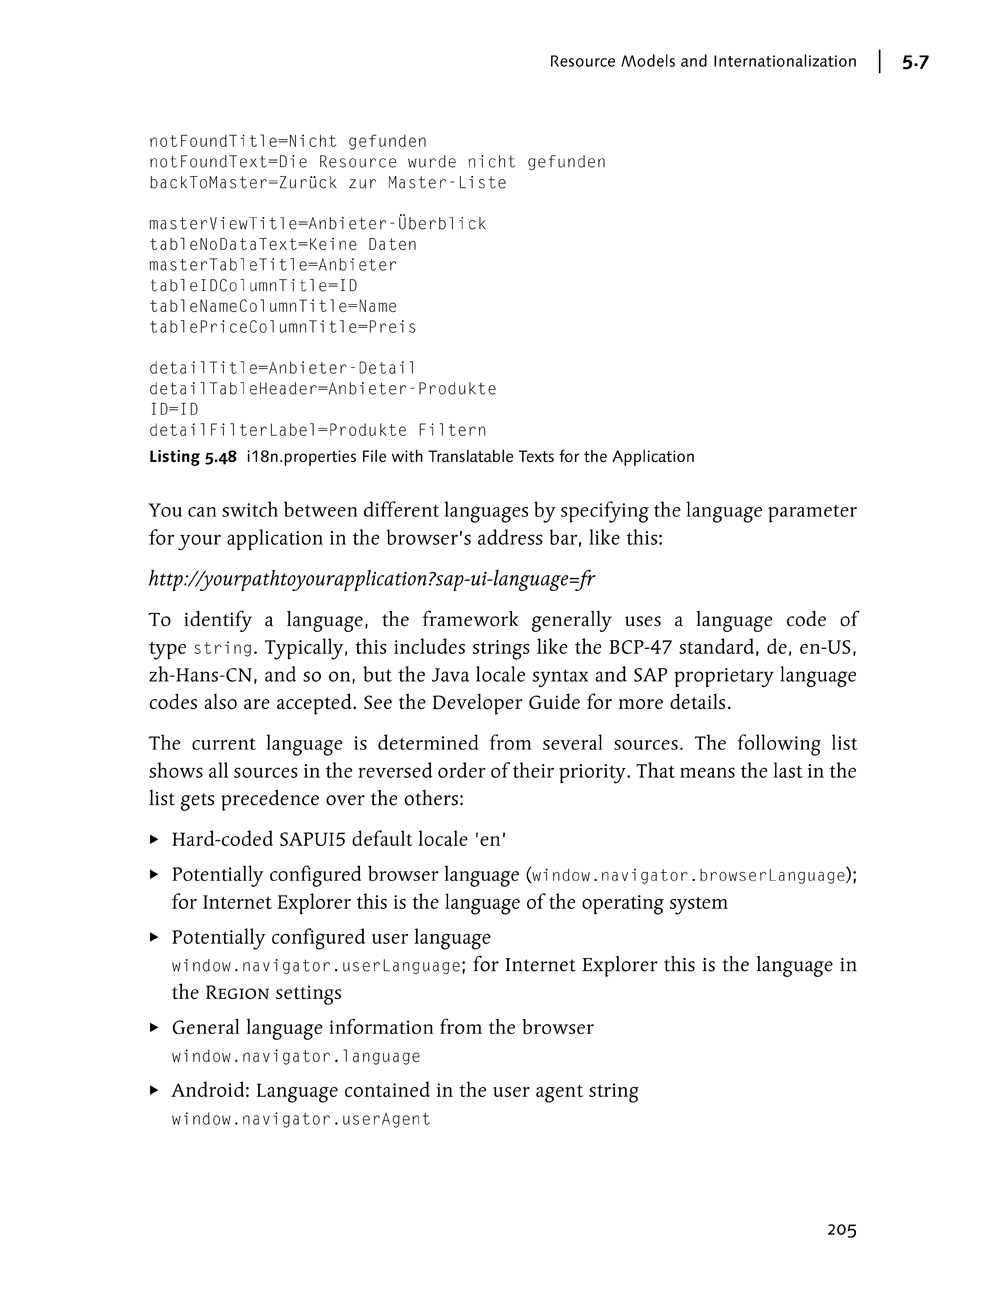 Resource Models and Internationalization | 5.7
notFoundTitle=Nicht gefunden
notFoundText=Die Resource wurde nicht gefunden
backToMaster=Zurück zur Master-Liste
masterViewTitle=Anbieter-Überblick
tableNoDataText=Keine Daten
masterTableTitle=Anbieter
tableIDColumnTitle=ID
tableNameColumnTitle=Name
tablePriceColumnTitle=Preis
detailTitle=Anbieter-Detail
detailTableHeader=Anbieter-Produkte
ID=ID
detailFilterLabel=Produkte Filtern
Listing 5.48 i18n.properties File with Translatable Texts for the Application
You can switch between different languages by specifying the language parameter
for your application in the browser's address bar, like this:
http://yourpathtoyourapplication?sap-ui-language=fr
To identify a language, the framework generally uses a language code of
type string. Typically, this includes strings like the BCP-47 standard, de, en-US,
zh-Hans-CN, and so on, but the Java locale syntax and SAP proprietary language
codes also are accepted. See the Developer Guide for more details.
The current language is determined from several sources. The following list
shows all sources in the reversed order of their priority. That means the last in the
list gets precedence over the others:
▸ Hard-coded SAPUI5 default locale 'en'
▸ Potentially configured browser language (window.navigator.browserLanguage);
for Internet Explorer this is the language of the operating system
▸ Potentially configured user language
window.navigator.userLanguage; for Internet Explorer this is the language in
the REGION settings
▸ General language information from the browser
window.navigator.language
▸ Android: Language contained in the user agent string
window.navigator.userAgent
205